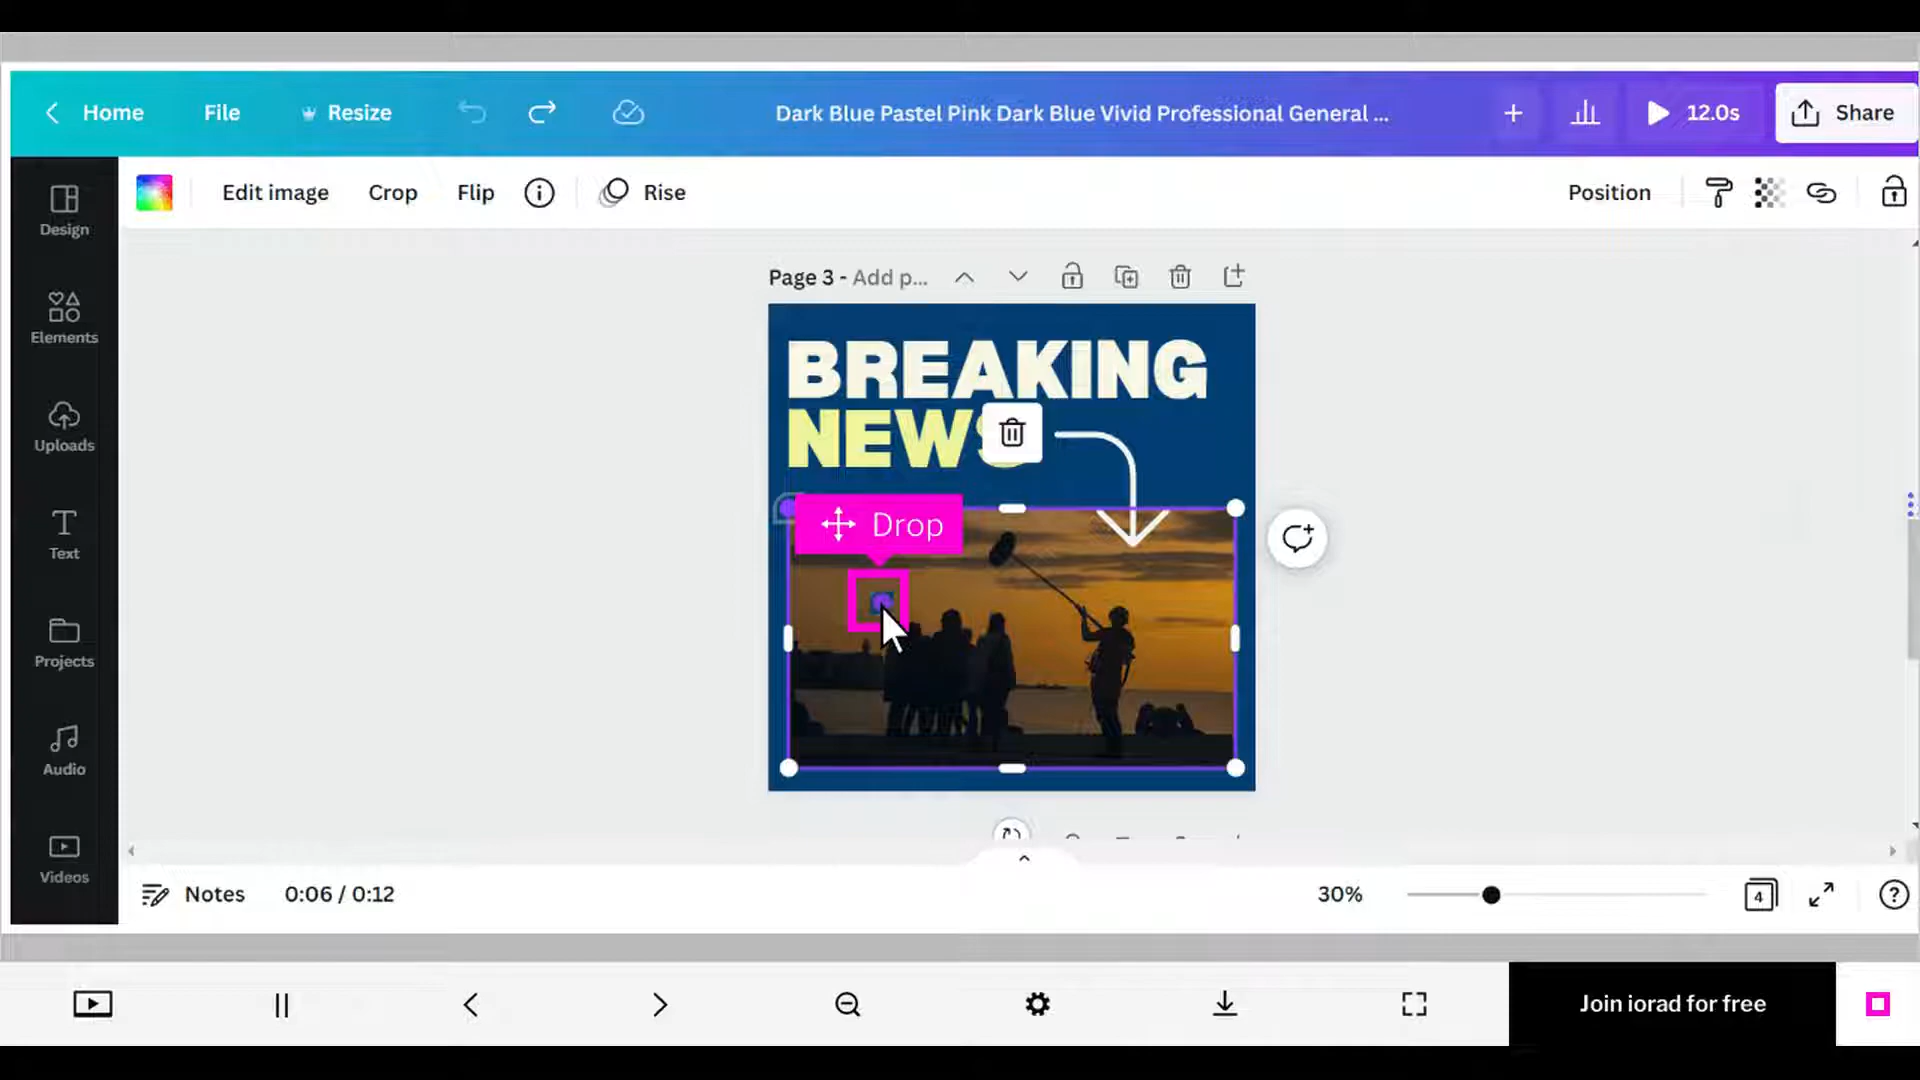 Home File Resize Dark Blue Pastel Pink Dark Blue Vivid Professional General ... 12.0s Share
Edit image Crop Flip Rise Position
Design
Elements
Uploads
Text
Projects
Audio
Videos
Page 3 - Add p...
BREAKING
NEWS
Drop
Notes 0:06 / 0:12 30% 4 ?
Join iorad for free